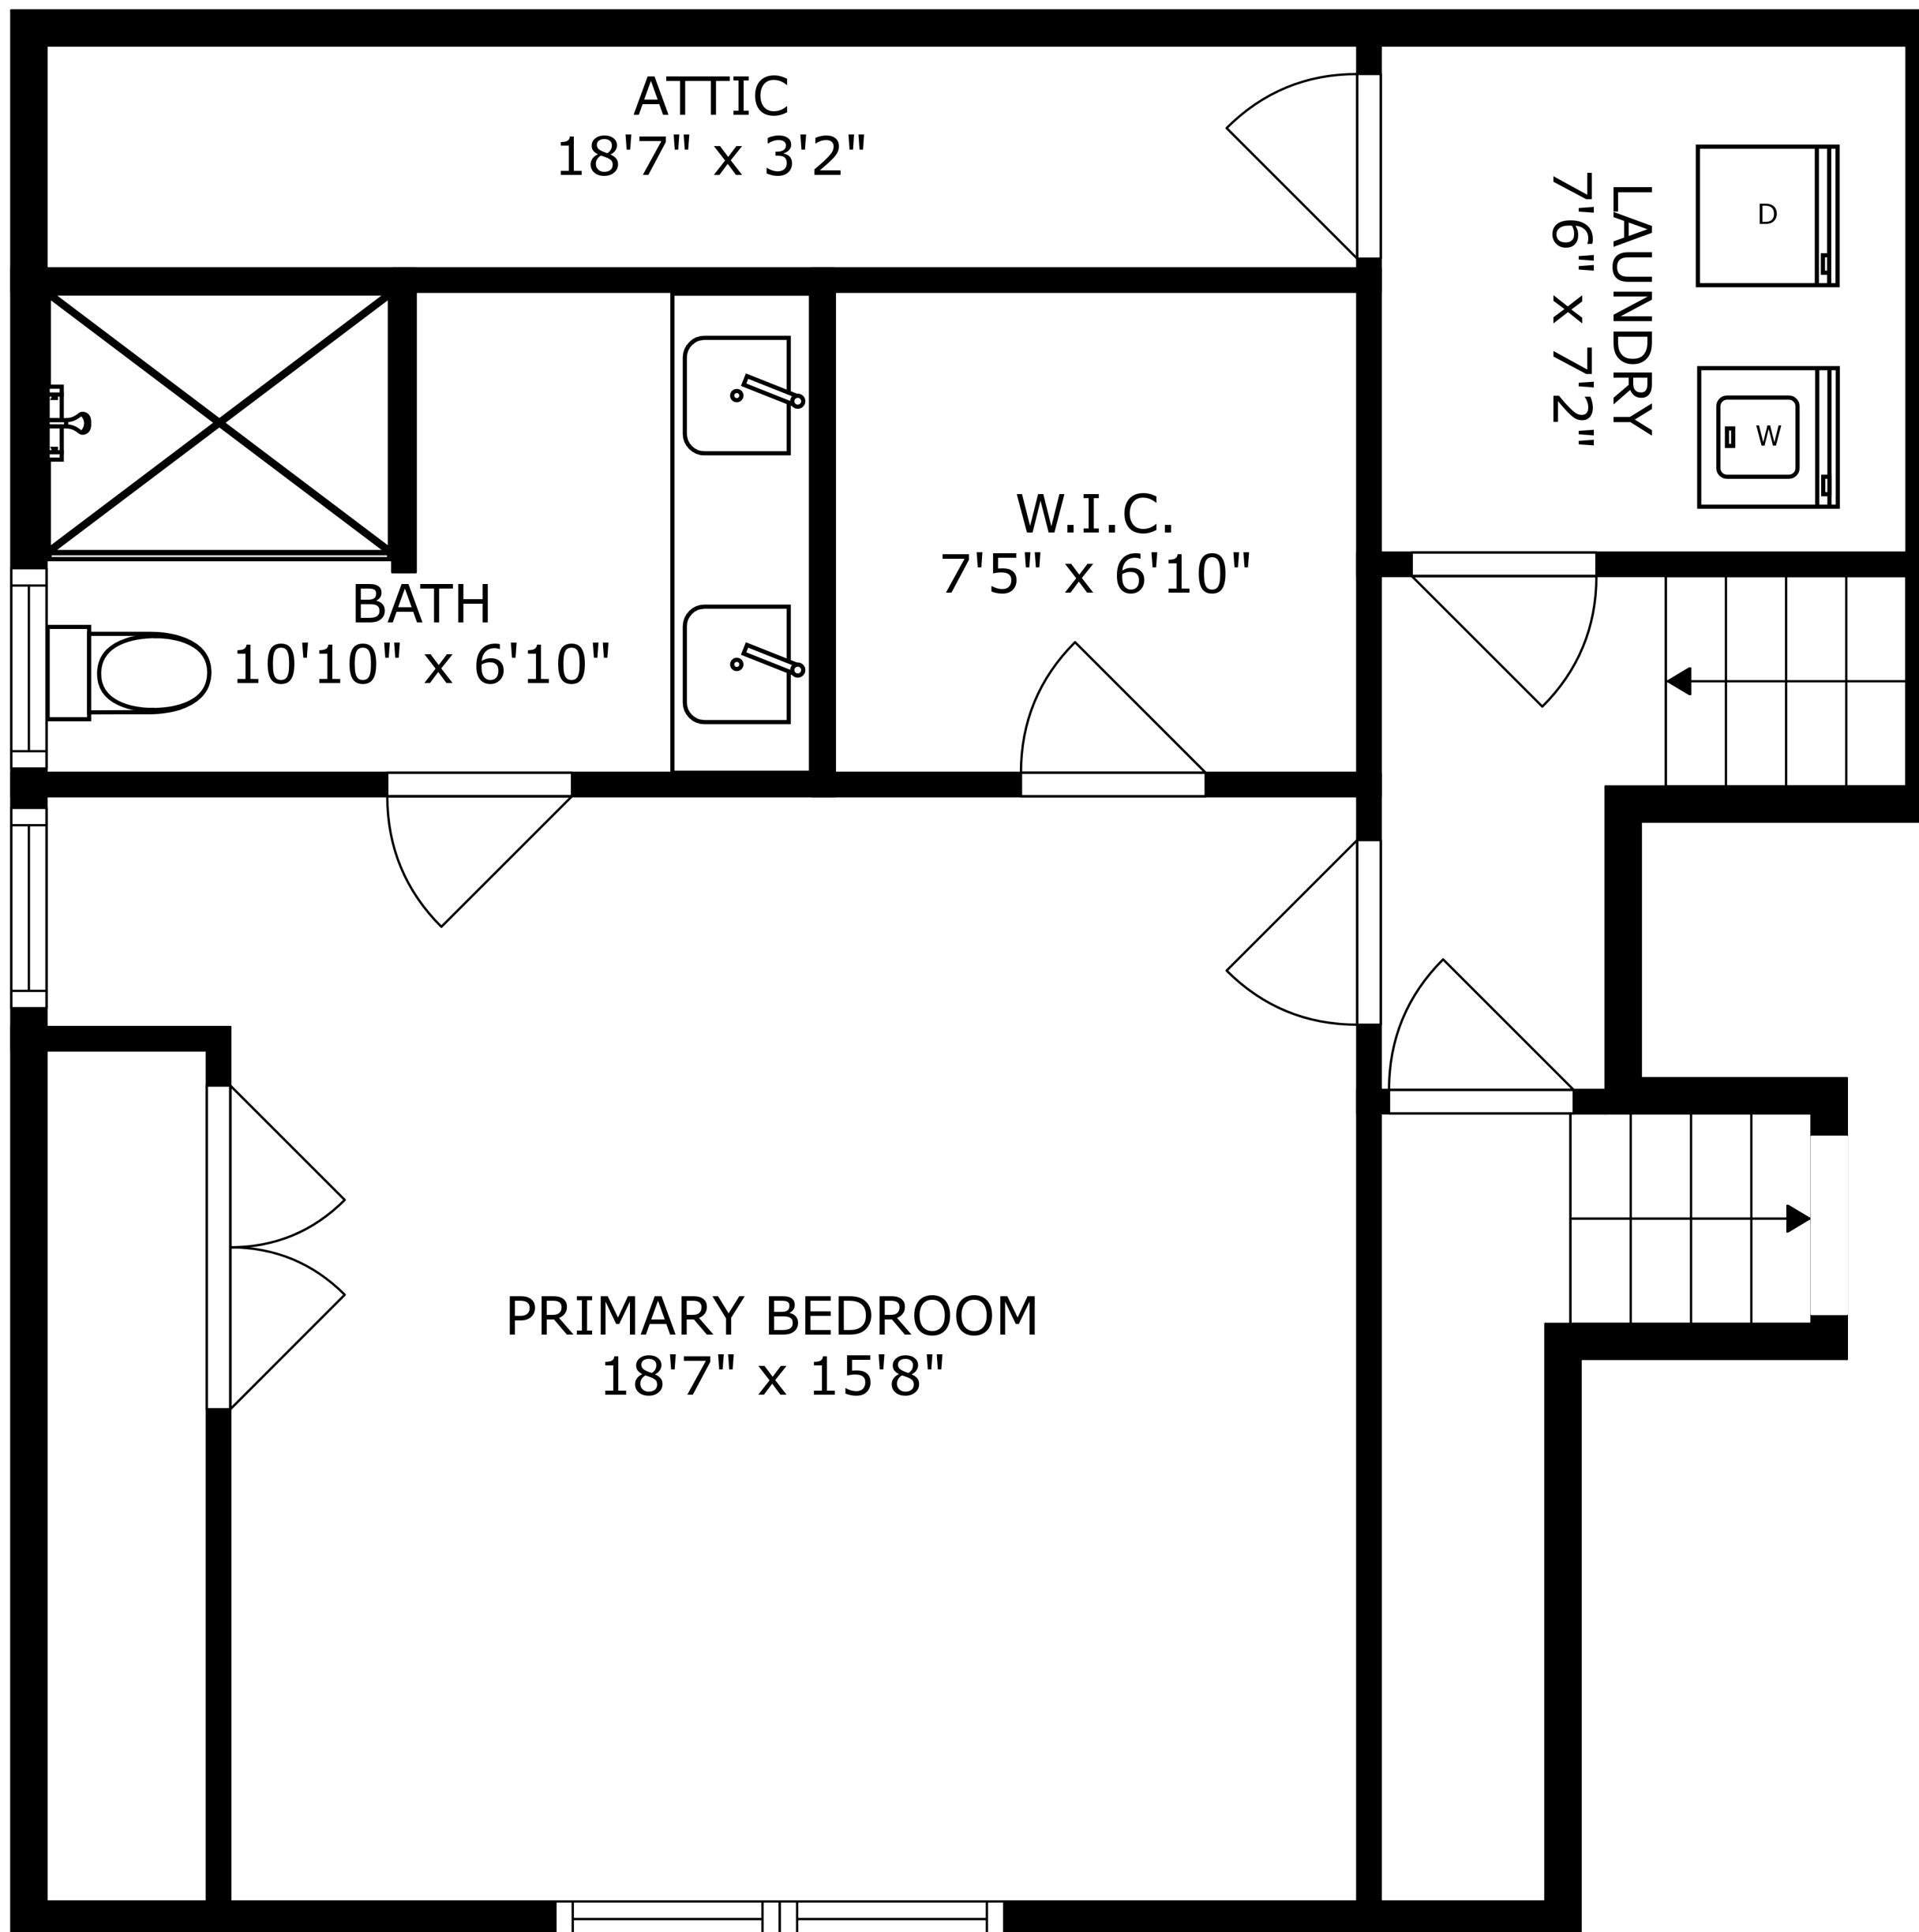 ATTIC
18'7" x 3'2"
LAUNDRY
7'6" x 7'2"
D
W
W.I.C.
7'5" x 6'10"
BATH
10'10" x 6'10"
PRIMARY BEDROOM
18'7" x 15'8"